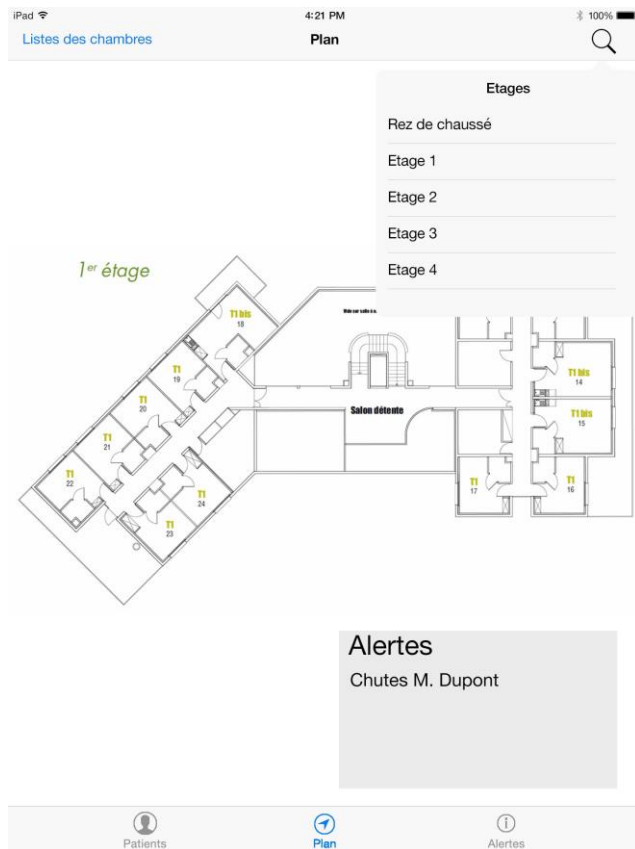 iPad 4:21 PM 100%
Listes des chambres Plan
Etages
Rez de chaussé
Etage 1
Etage 2
Etage 3
Etage 4
1er étage
T1 bis
18
T1
19
T1
20
T1
21
T1
22
T1
23
T1
24
Salon détente
T1 bis
14
T1 bis
15
T1
16
T1
17
Alertes
Chutes M. Dupont
Patients Plan Alertes